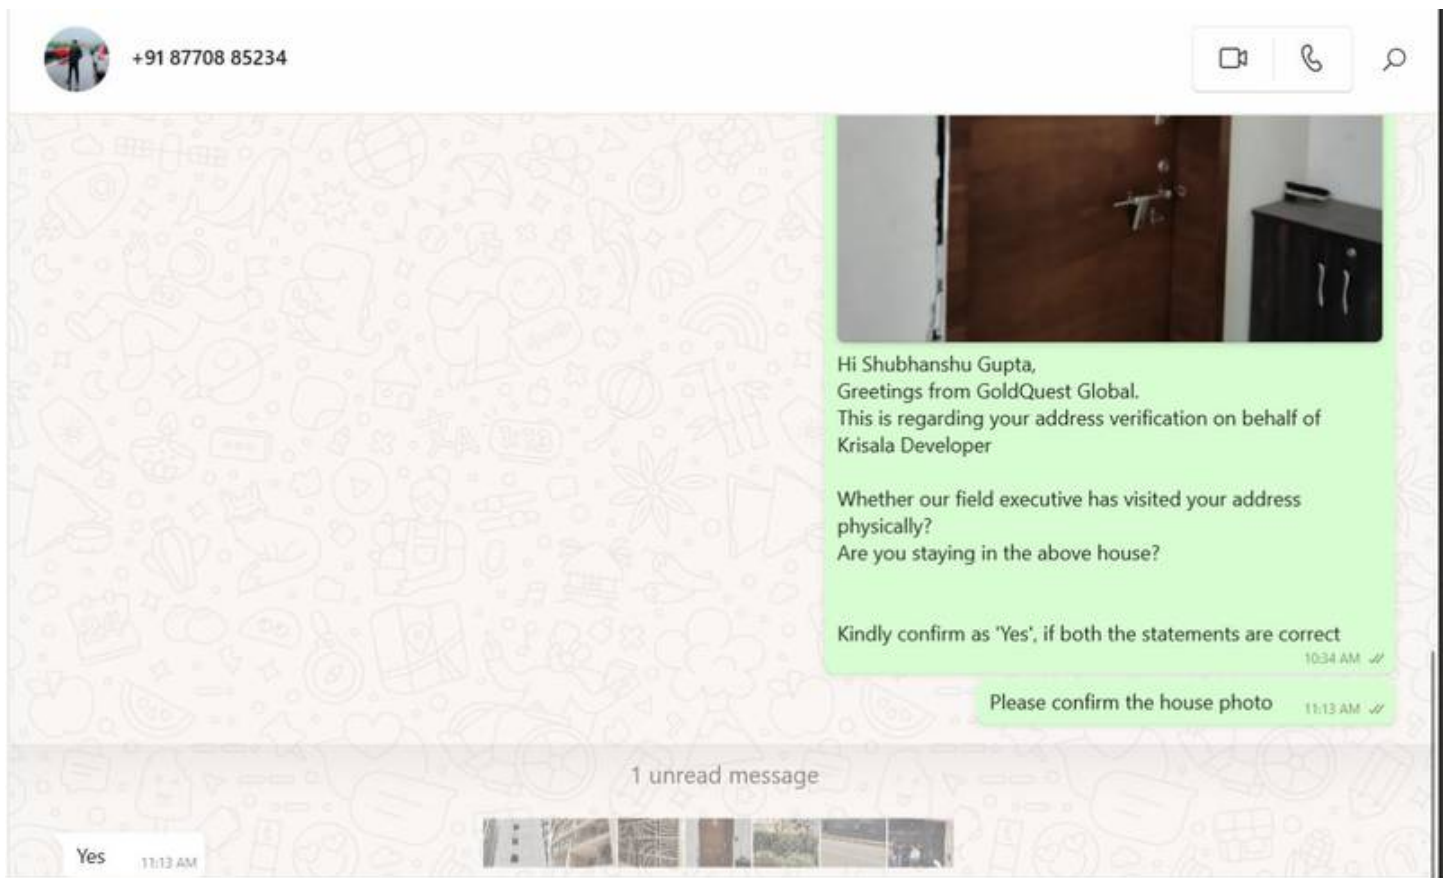 +91 87708 85234
Hi Shubhanshu Gupta,
Greetings from GoldQuest Global.
This is regarding your address verification on behalf of
Krisala Developer
Whether our field executive has visited your address
physically?
Are you staying in the above house?
Kindly confirm as 'Yes', if both the statements are correct
10:34 AM
Please confirm the house photo
11:13 AM
1 unread message
Yes
11:13 AM